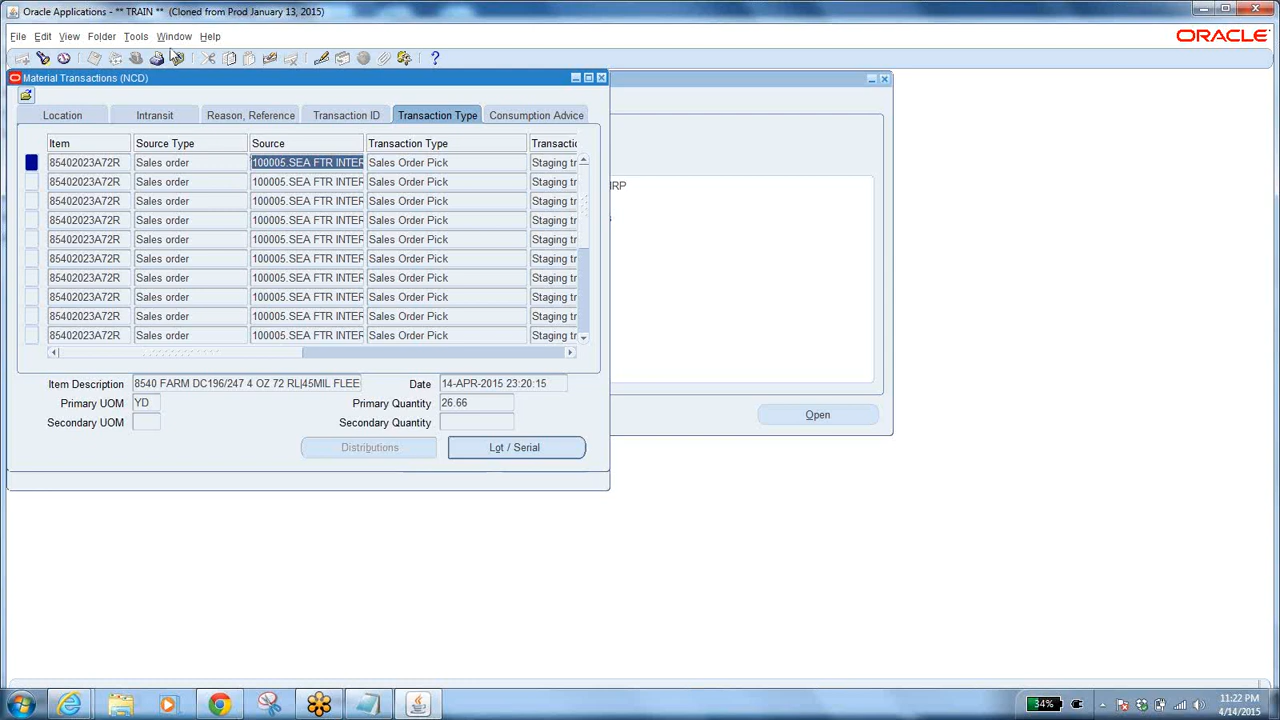 Oracle Applications - ** TRAIN ** (Cloned from Prod January 13, 2015)
File Edit View Folder Tools Window Help
ORACLE
Material Transactions (NCD)
Location Intransit Reason, Reference Transaction ID Transaction Type Consumption Advice
Item Source Type Source Transaction Type Transactio
85402023A72R Sales order 100005.SEA FTR INTER Sales Order Pick Staging tr
85402023A72R Sales order 100005.SEA FTR INTER Sales Order Pick Staging tr
85402023A72R Sales order 100005.SEA FTR INTER Sales Order Pick Staging tr
85402023A72R Sales order 100005.SEA FTR INTER Sales Order Pick Staging tr
85402023A72R Sales order 100005.SEA FTR INTER Sales Order Pick Staging tr
85402023A72R Sales order 100005.SEA FTR INTER Sales Order Pick Staging tr
85402023A72R Sales order 100005.SEA FTR INTER Sales Order Pick Staging tr
85402023A72R Sales order 100005.SEA FTR INTER Sales Order Pick Staging tr
85402023A72R Sales order 100005.SEA FTR INTER Sales Order Pick Staging tr
85402023A72R Sales order 100005.SEA FTR INTER Sales Order Pick Staging tr
Item Description 8540 FARM DC196/247 4 OZ 72 RL|45MIL FLEE Date 14-APR-2015 23:20:15
Primary UOM YD Primary Quantity 26.66
Secondary UOM Secondary Quantity
Distributions Lot / Serial
Open
34%
11:22 PM
4/14/2015